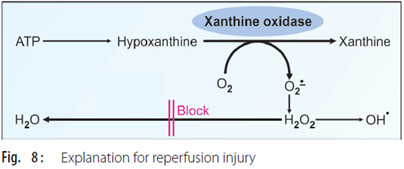 Xanthine oxidase
ATP Hypoxanthine Xanthine
O₂ O₂•̅
Block
H₂O H₂O₂ OH•
Fig. 8: Explanation for reperfusion injury